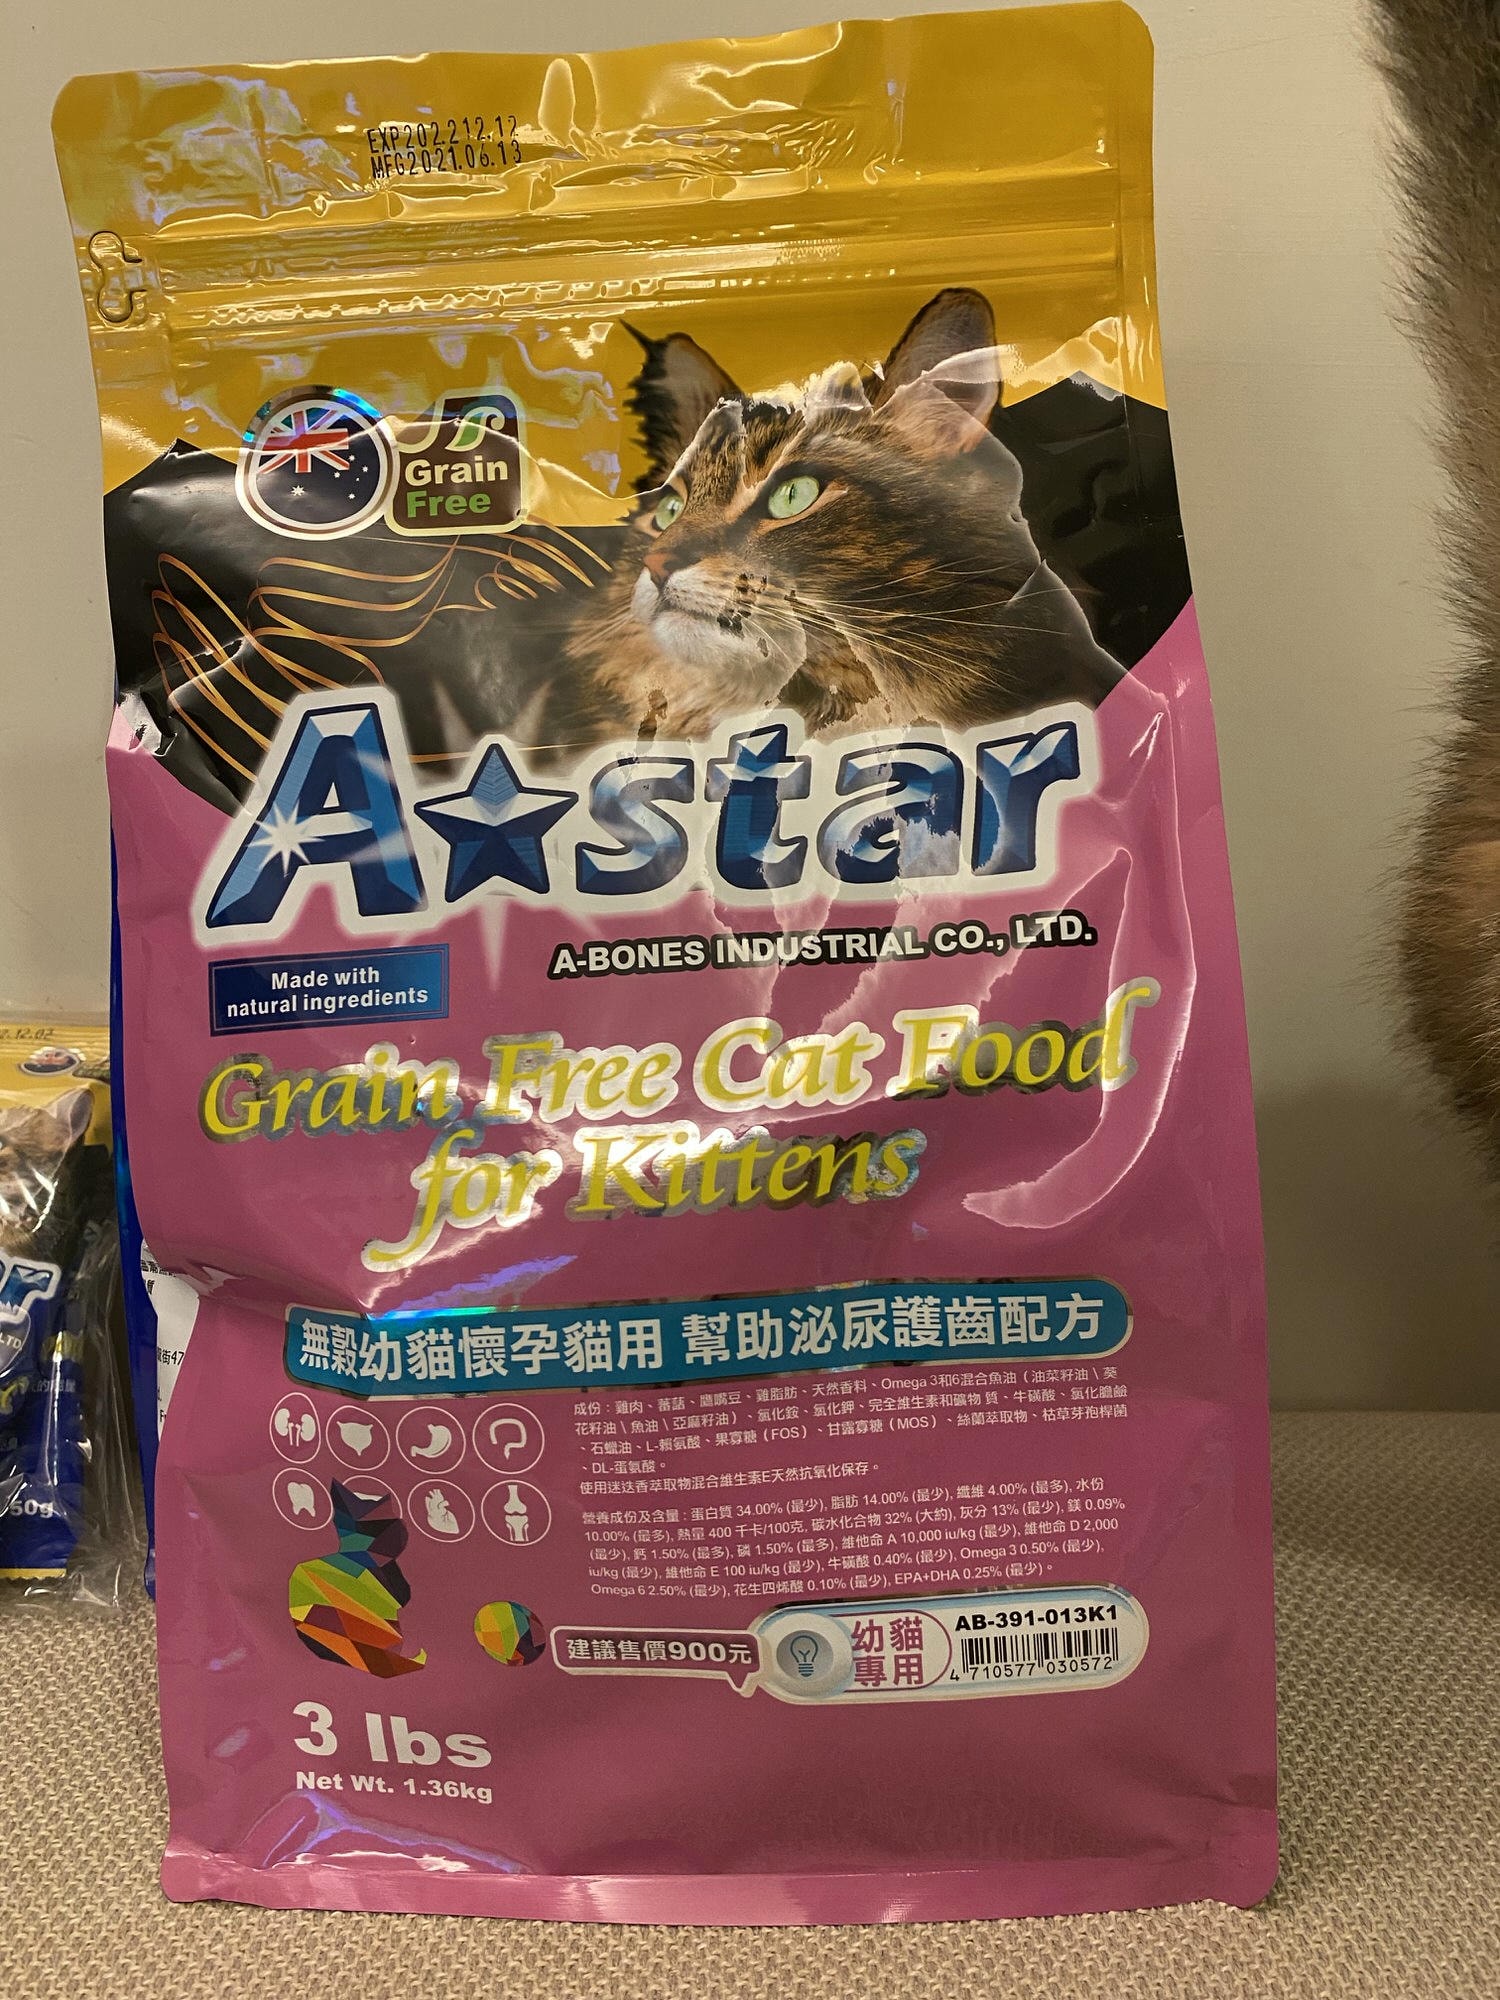 EXP2022.12.12
MFG2021.06.13
Grain
Free
A★star
A-BONES INDUSTRIAL CO., LTD.
Made with
natural ingredients
Grain Free Cat Food
for Kittens
無穀幼貓懷孕貓用 幫助泌尿護齒配方
成份：雞肉、蕃藷、鷹嘴豆、雞脂肪、天然香料、Omega 3和6混合魚油（油菜籽油 \ 葵
花籽油 \ 魚油 \ 亞麻籽油）、氯化銨、氯化鉀、完全維生素和礦物 質、牛磺酸、氯化膽鹼
、石蠟油、L-賴氨酸、果寡糖（FOS）、甘露寡糖（MOS）、絲蘭萃取物、枯草芽孢桿菌
、DL-蛋氨酸。
使用迷迭香萃取物混合維生素E天然抗氧化保存。
營養成份及含量 : 蛋白質 34.00% (最少), 脂肪 14.00% (最少), 纖維 4.00% (最多), 水份
10.00% (最多), 熱量 400 千卡/100克, 碳水化合物 32% (大約), 灰分 13% (最少), 鎂 0.09%
(最少), 鈣 1.50% (最多), 磷 1.50% (最多), 維他命 A 10,000 iu/kg (最少), 維他命 D 2,000
iu/kg (最少), 維他命 E 100 iu/kg (最少), 牛磺酸 0.40% (最少), Omega 3 0.50% (最少),
Omega 6 2.50% (最少), 花生四烯酸 0.10% (最少), EPA+DHA 0.25% (最少)。
建議售價900元
幼貓
專用
AB-391-013K1
4 710577 030572
3 lbs
Net Wt. 1.36kg
2.12.02
LTD
50g
街47